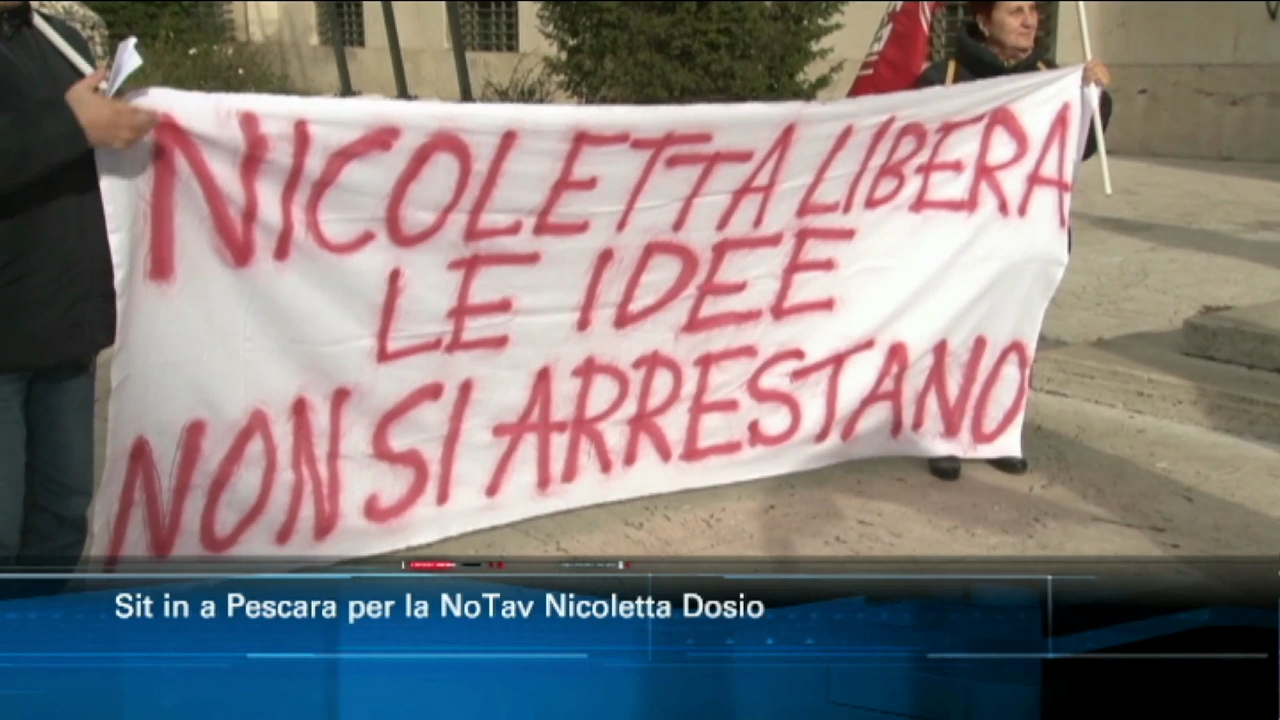 NICOLETTA LIBERA
LE IDEE
NON SI ARRESTANO
Sit in a Pescara per la NoTav Nicoletta Dosio